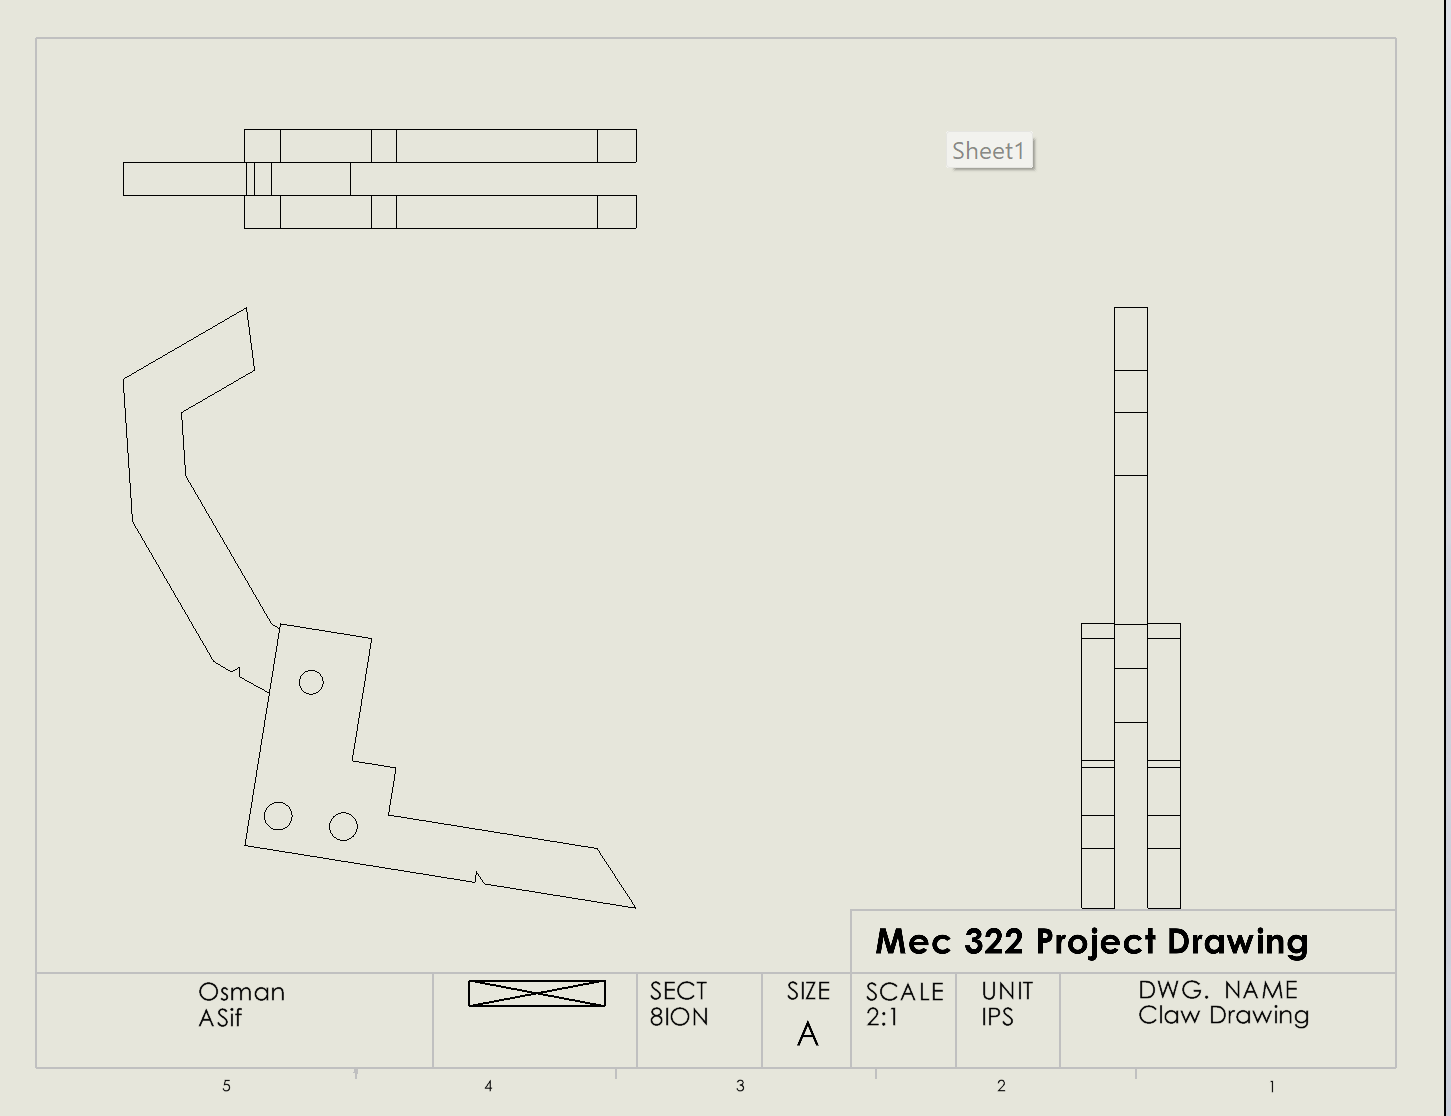 Sheet1
Mec 322 Project Drawing
Osman
ASif
SECT
8ION
SIZE
A
SCALE
2:1
UNIT
IPS
DWG. NAME
Claw Drawing
5 4 3 2 1